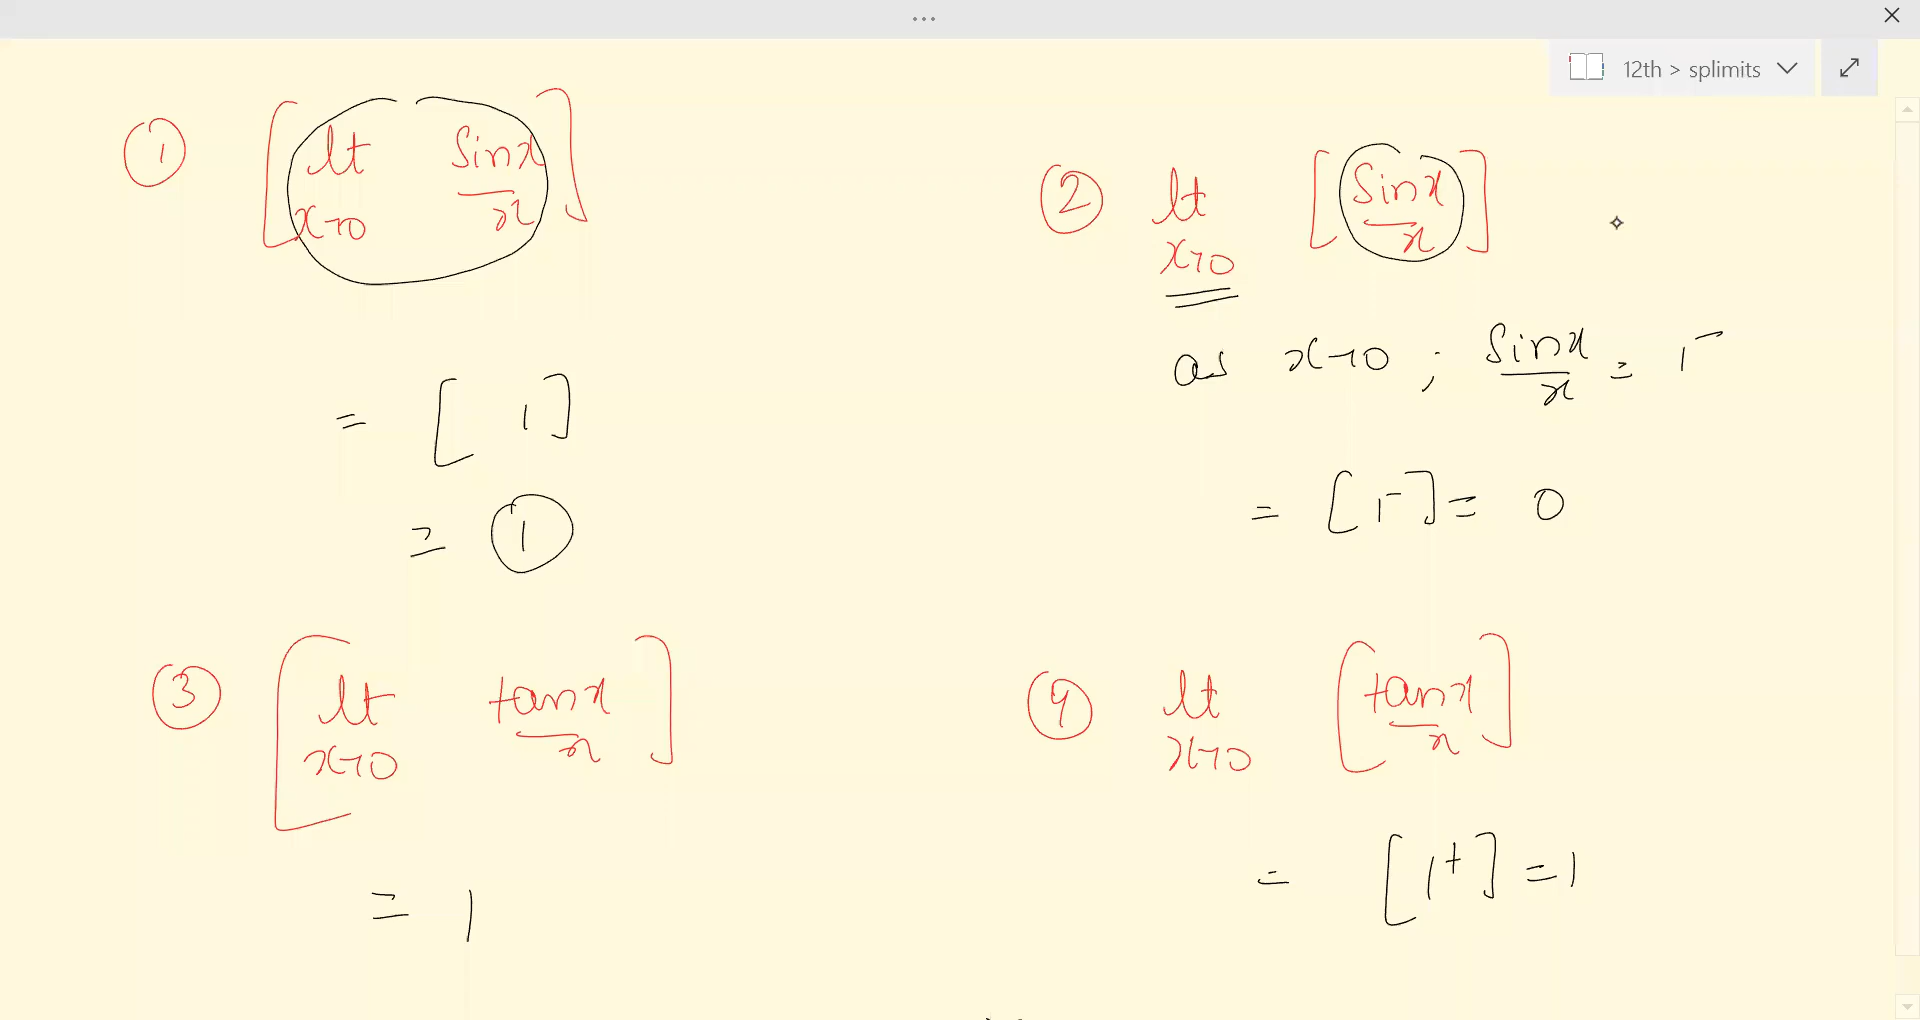 ...
12th > splimits
① [ lt x→0 sinx/x ]
= [ 1 ]
= ①
② lt x→0 [ sinx/x ]
as x→0 ; sinx/x = 1⁻
= [ 1⁻ ] = 0
③ [ lt x→0 tanx/x ]
= 1
④ lt x→0 [ tanx/x ]
= [ 1⁺ ] = 1